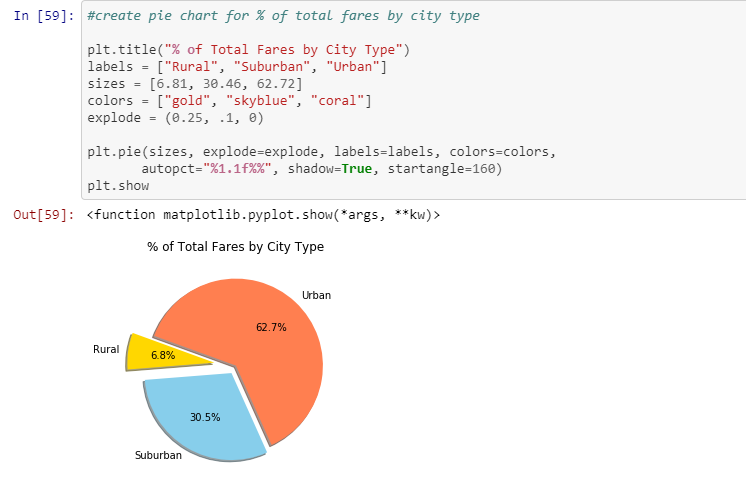 In [59]: #create pie chart for % of total fares by city type
plt.title("% of Total Fares by City Type")
labels = ["Rural", "Suburban", "Urban"]
sizes = [6.81, 30.46, 62.72]
colors = ["gold", "skyblue", "coral"]
explode = (0.25, .1, 0)
plt.pie(sizes, explode=explode, labels=labels, colors=colors,
autopct="%1.1f%%", shadow=True, startangle=160)
plt.show
Out[59]: <function matplotlib.pyplot.show(*args, **kw)>
% of Total Fares by City Type
Urban
62.7%
Rural
6.8%
30.5%
Suburban